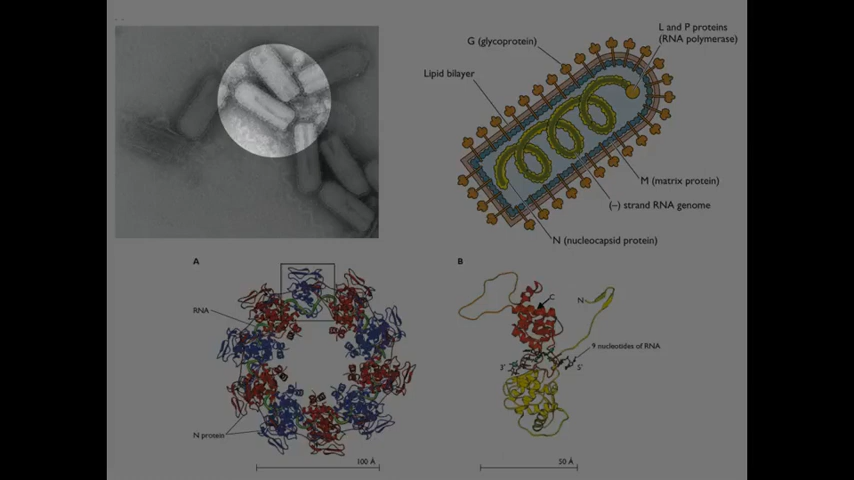 G (glycoprotein)
L and P proteins
(RNA polymerase)
Lipid bilayer
M (matrix protein)
(–) strand RNA genome
N (nucleocapsid protein)
A
RNA
N protein
100 Å
B
C
N
9 nucleotides of RNA
3'
5'
50 Å